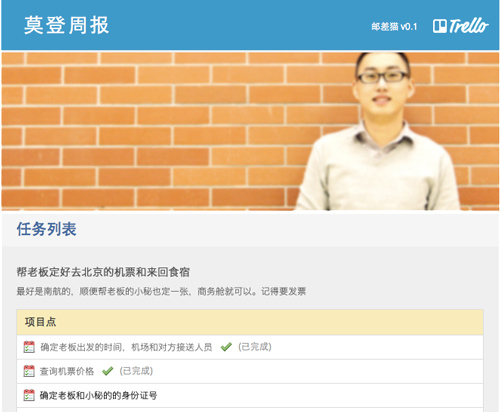 莫登周报
邮差猫 v0.1 Trello
任务列表
帮老板定好去北京的机票和来回食宿
最好是南航的，顺便帮老板的小秘也定一张，商务舱就可以。记得要发票
项目点
确定老板出发的时间，机场和对方接送人员 (已完成)
查询机票价格 (已完成)
确定老板和小秘的的身份证号